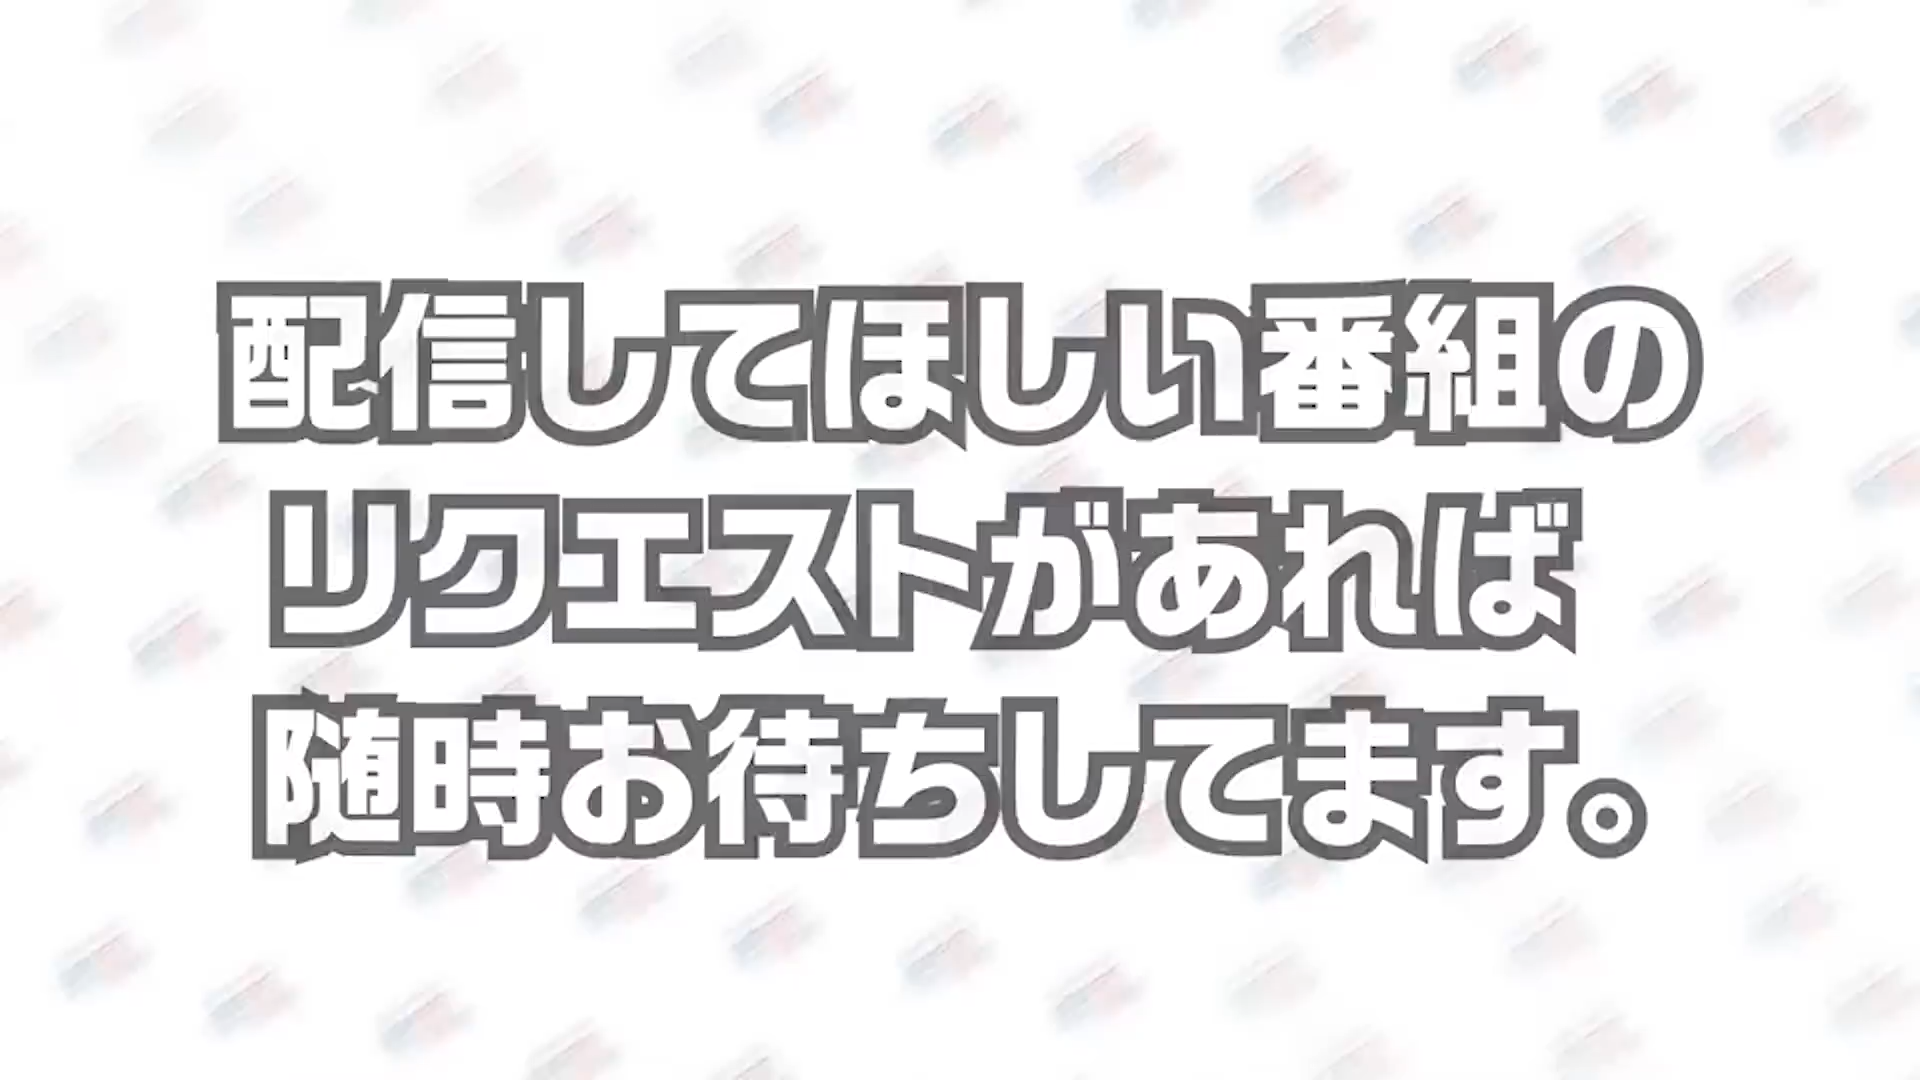 配信してほしい番組の
リクエストがあれば
随時お待ちしてます。